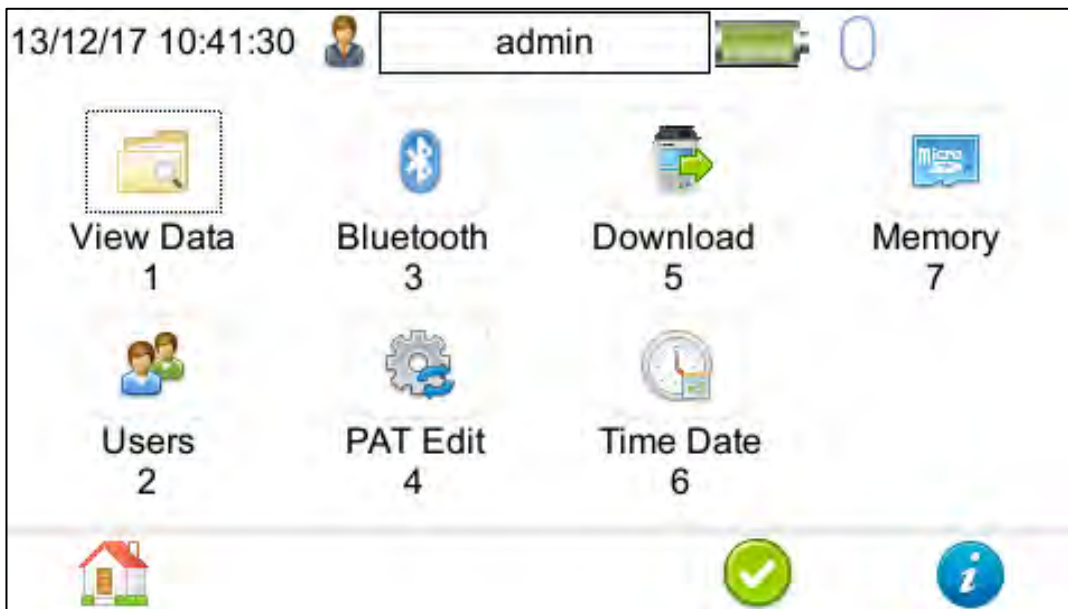 13/12/17 10:41:30 admin
Micro
View Data Bluetooth Download Memory
1 3 5 7
Users PAT Edit Time Date
2 4 6
i